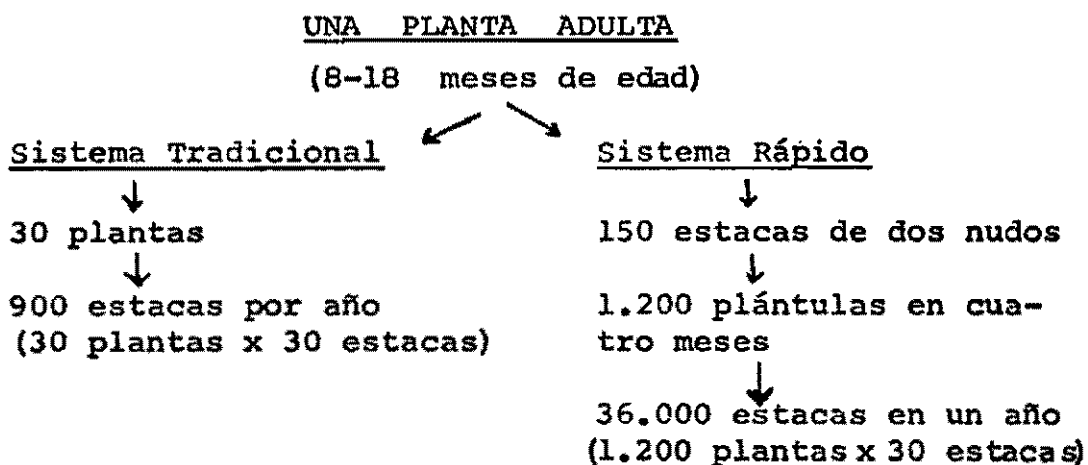 UNA PLANTA ADULTA
(8-18 meses de edad)
Sistema Tradicional
30 plantas
900 estacas por año
(30 plantas x 30 estacas)
Sistema Rápido
150 estacas de dos nudos
1.200 plántulas en cua-
tro meses
36.000 estacas en un año
(1.200 plantas x 30 estacas)